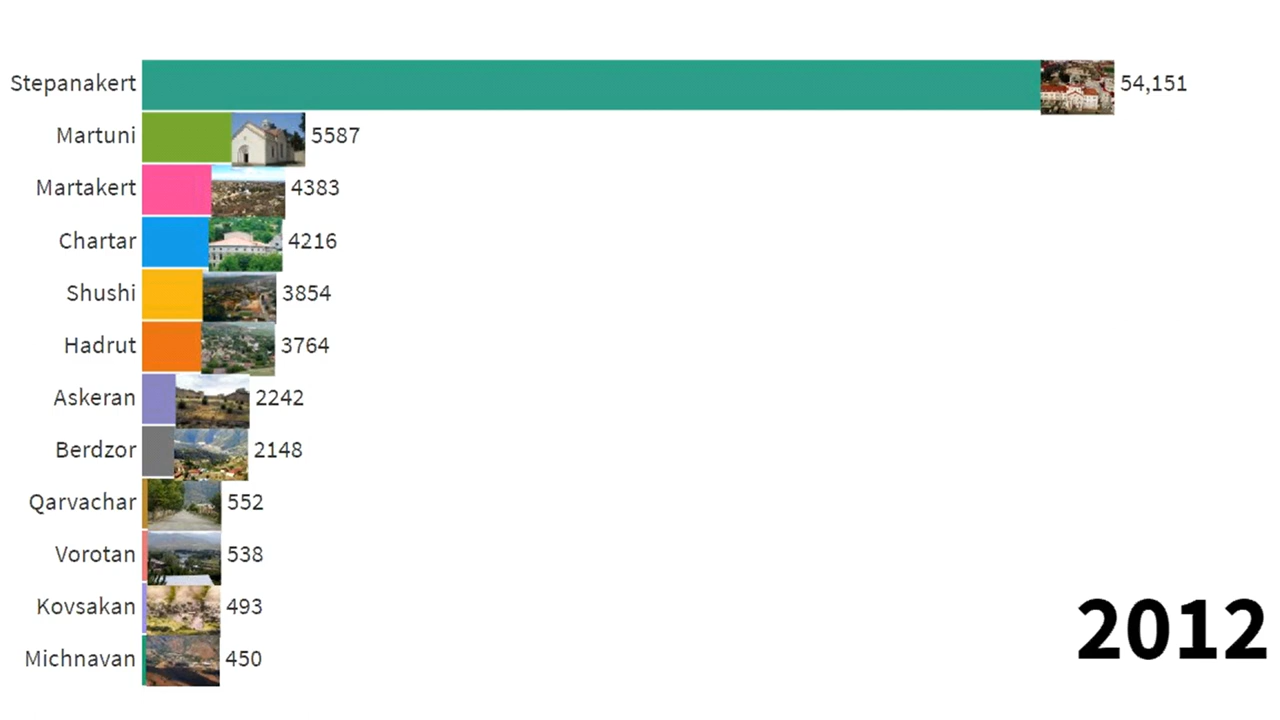 Stepanakert 54,151
Martuni 5587
Martakert 4383
Chartar 4216
Shushi 3854
Hadrut 3764
Askeran 2242
Berdzor 2148
Qarvachar 552
Vorotan 538
Kovsakan 493
Michnavan 450
2012